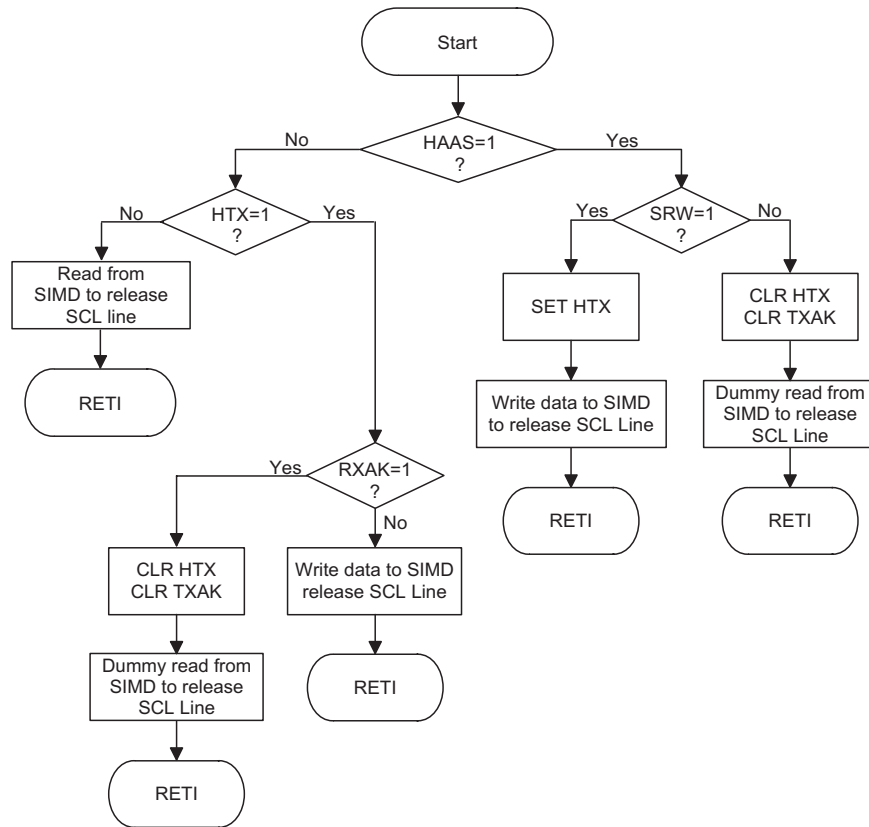 Start
HAAS=1
?
No
Yes
HTX=1
?
No
Yes
SRW=1
?
Yes
No
Read from
SIMD to release
SCL line
RETI
SET HTX
CLR HTX
CLR TXAK
Write data to SIMD
to release SCL Line
Dummy read from
SIMD to release
SCL Line
RETI
RETI
RXAK=1
?
Yes
No
CLR HTX
CLR TXAK
Write data to SIMD
release SCL Line
Dummy read from
SIMD to release
SCL Line
RETI
RETI